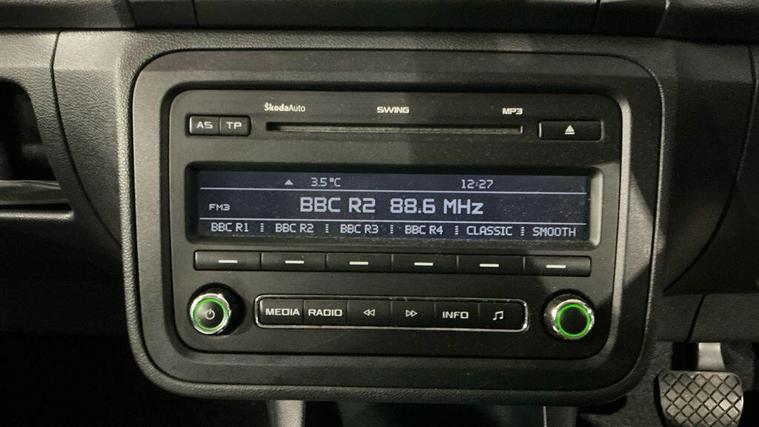 ŠkodaAuto SWING MP3
AS TP
3.5°C 12:27
FM3 BBC R2 88.6 MHz
BBC R1 BBC R2 BBC R3 BBC R4 CLASSIC SMOOTH
MEDIA RADIO INFO